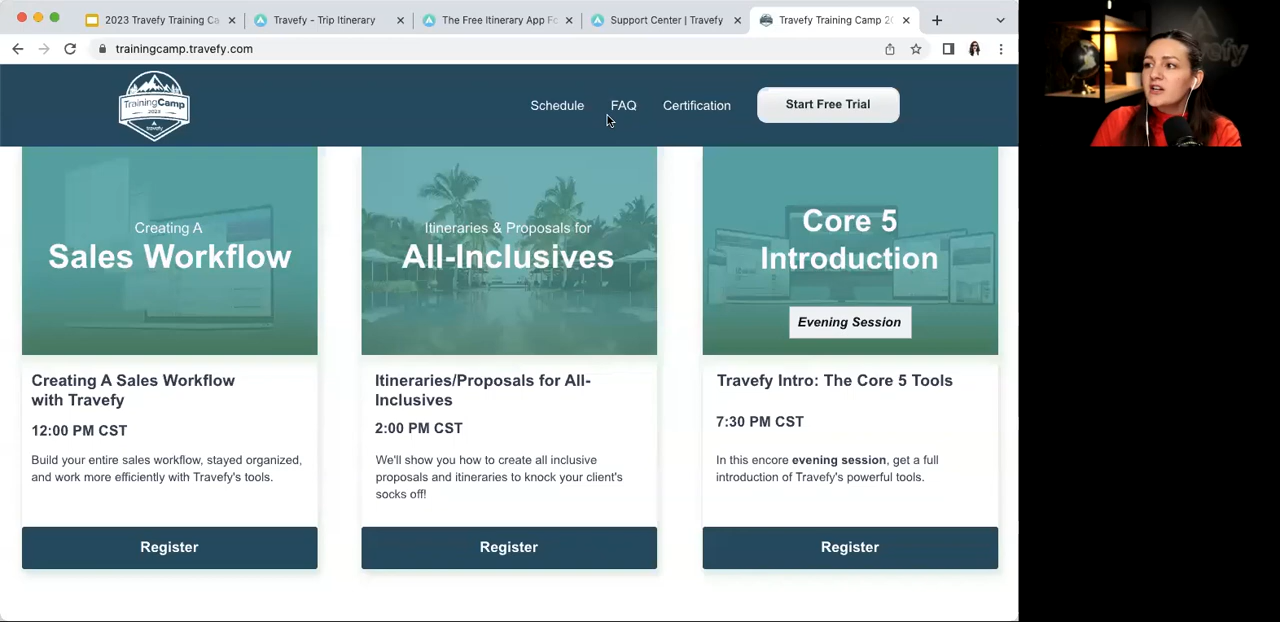 2023 Travefy Training Ca
Travefy - Trip Itinerary
The Free Itinerary App Fo
Support Center | Travefy
Travefy Training Camp 20
trainingcamp.travefy.com
TrainingCamp
2023
travefy
Schedule
FAQ
Certification
Start Free Trial
Creating A
Sales Workflow
Creating A Sales Workflow
with Travefy
12:00 PM CST
Build your entire sales workflow, stayed organized,
and work more efficiently with Travefy's tools.
Register
Itineraries & Proposals for
All-Inclusives
Itineraries/Proposals for All-
Inclusives
2:00 PM CST
We'll show you how to create all inclusive
proposals and itineraries to knock your client's
socks off!
Register
Core 5
Introduction
Evening Session
Travefy Intro: The Core 5 Tools
7:30 PM CST
In this encore evening session, get a full
introduction of Travefy's powerful tools.
Register